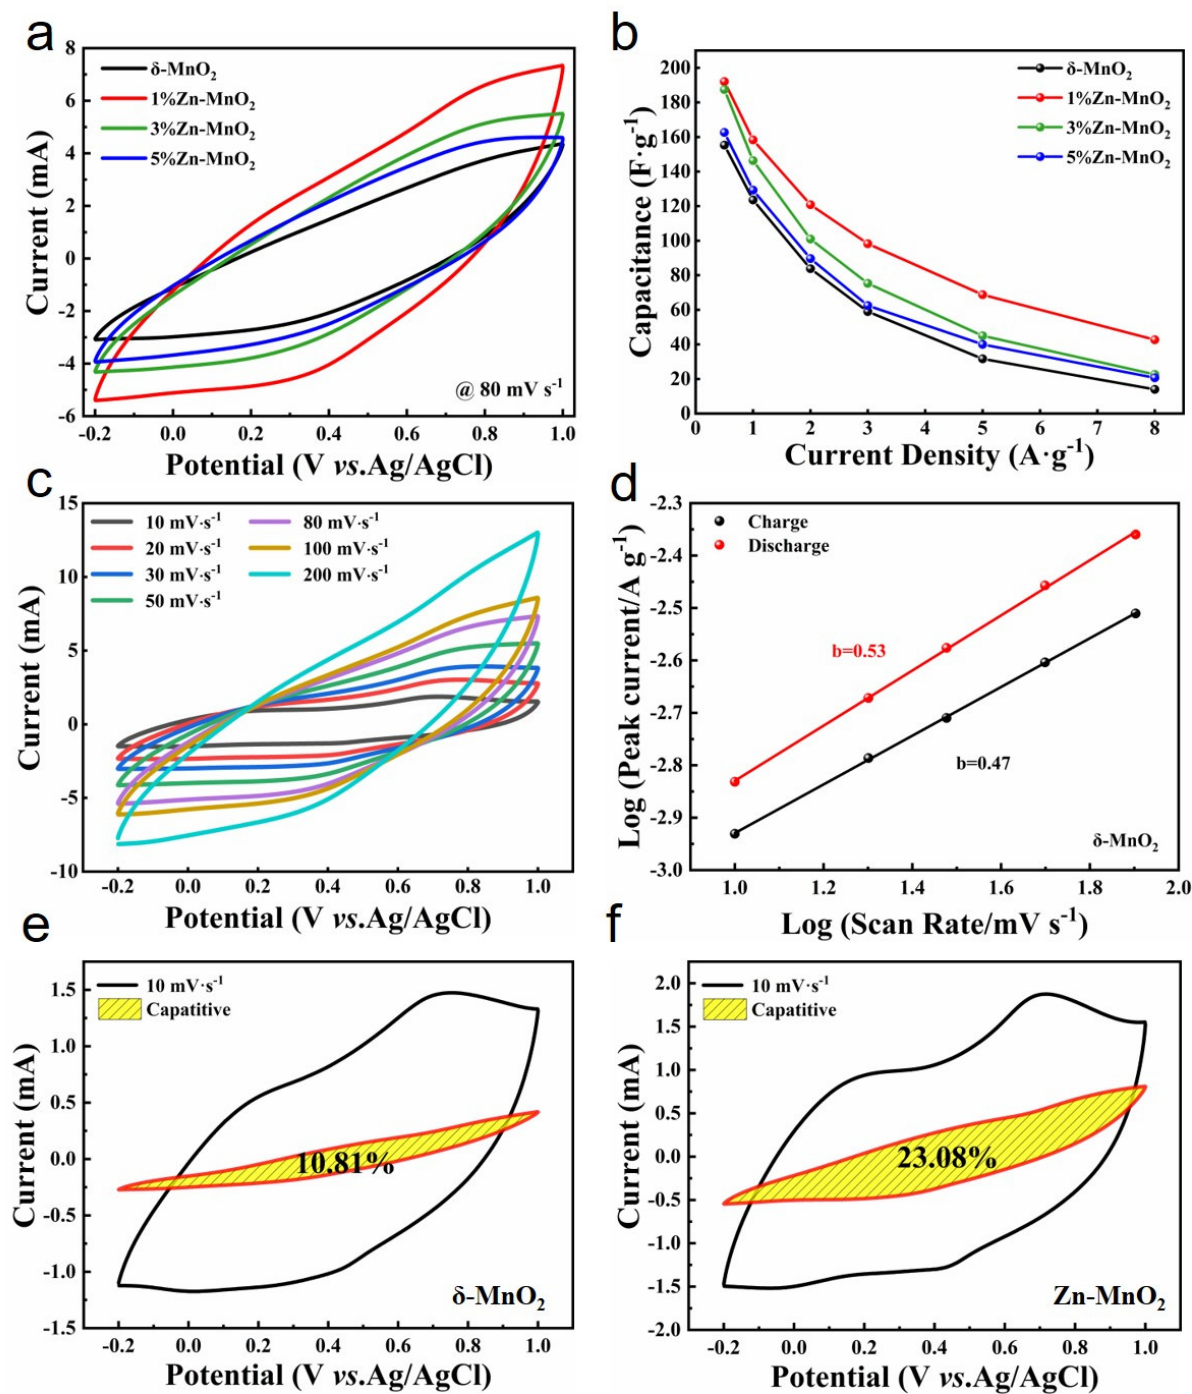 a
8
6
4
2
0
-2
-4
-6
Current (mA)
δ-MnO₂
1%Zn-MnO₂
3%Zn-MnO₂
5%Zn-MnO₂
@ 80 mV s⁻¹
-0.2 0.0 0.2 0.4 0.6 0.8 1.0
Potential (V vs.Ag/AgCl)
b
200
180
160
140
120
100
80
60
40
20
0
Capacitance (F·g⁻¹)
δ-MnO₂
1%Zn-MnO₂
3%Zn-MnO₂
5%Zn-MnO₂
0 1 2 3 4 5 6 7 8
Current Density (A·g⁻¹)
c
15
10
5
0
-5
-10
Current (mA)
10 mV·s⁻¹ 80 mV·s⁻¹
20 mV·s⁻¹ 100 mV·s⁻¹
30 mV·s⁻¹ 200 mV·s⁻¹
50 mV·s⁻¹
-0.2 0.0 0.2 0.4 0.6 0.8 1.0
Potential (V vs.Ag/AgCl)
d
-2.3
-2.4
-2.5
-2.6
-2.7
-2.8
-2.9
-3.0
Log (Peak current/A g⁻¹)
Charge
Discharge
b=0.53
b=0.47
δ-MnO₂
1.0 1.2 1.4 1.6 1.8 2.0
Log (Scan Rate/mV s⁻¹)
e
1.5
1.0
0.5
0.0
-0.5
-1.0
-1.5
Current (mA)
10 mV·s⁻¹
Capatitive
10.81%
δ-MnO₂
-0.2 0.0 0.2 0.4 0.6 0.8 1.0
Potential (V vs.Ag/AgCl)
f
2.0
1.5
1.0
0.5
0.0
-0.5
-1.0
-1.5
-2.0
Current (mA)
10 mV·s⁻¹
Capatitive
23.08%
Zn-MnO₂
-0.2 0.0 0.2 0.4 0.6 0.8 1.0
Potential (V vs.Ag/AgCl)